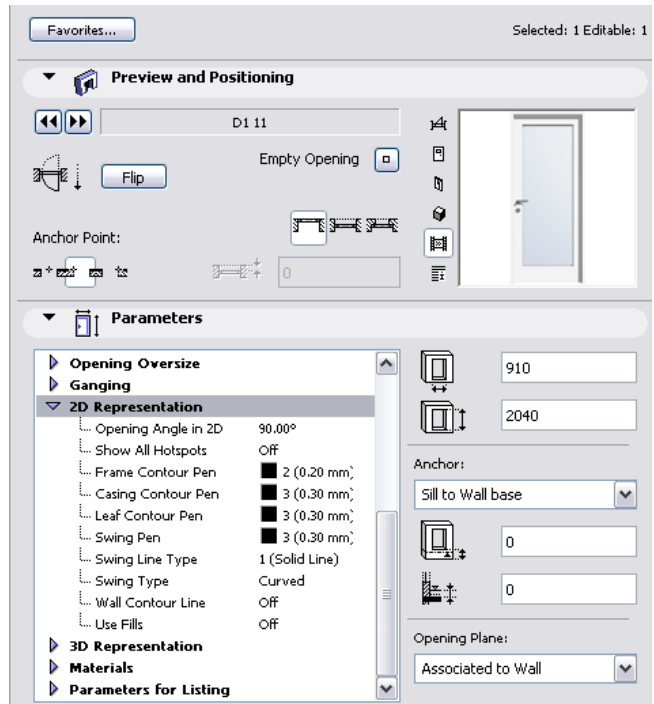 Favorites...
Selected: 1 Editable: 1
Preview and Positioning
D1 11
Empty Opening
Flip
Anchor Point:
0
Parameters
Opening Oversize
Ganging
2D Representation
Opening Angle in 2D 90.00°
Show All Hotspots Off
Frame Contour Pen 2 (0.20 mm)
Casing Contour Pen 3 (0.30 mm)
Leaf Contour Pen 3 (0.30 mm)
Swing Pen 3 (0.30 mm)
Swing Line Type 1 (Solid Line)
Swing Type Curved
Wall Contour Line Off
Use Fills Off
3D Representation
Materials
Parameters for Listing
910
2040
Anchor:
Sill to Wall base
0
0
Opening Plane:
Associated to Wall